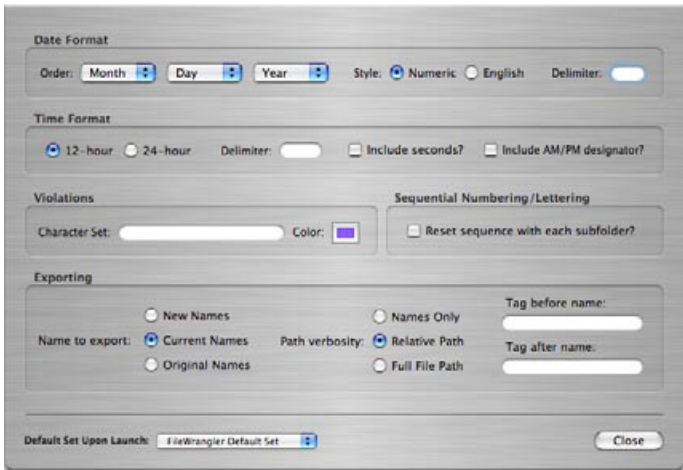 Date Format
Order: Month Day Year Style: Numeric English Delimiter:
Time Format
12-hour 24-hour Delimiter: Include seconds? Include AM/PM designator?
Violations
Character Set: Color:
Sequential Numbering/Lettering
Reset sequence with each subfolder?
Exporting
Name to export:
New Names
Current Names
Original Names
Path verbosity:
Names Only
Relative Path
Full File Path
Tag before name:
Tag after name:
Default Set Upon Launch: FileWrangler Default Set
Close